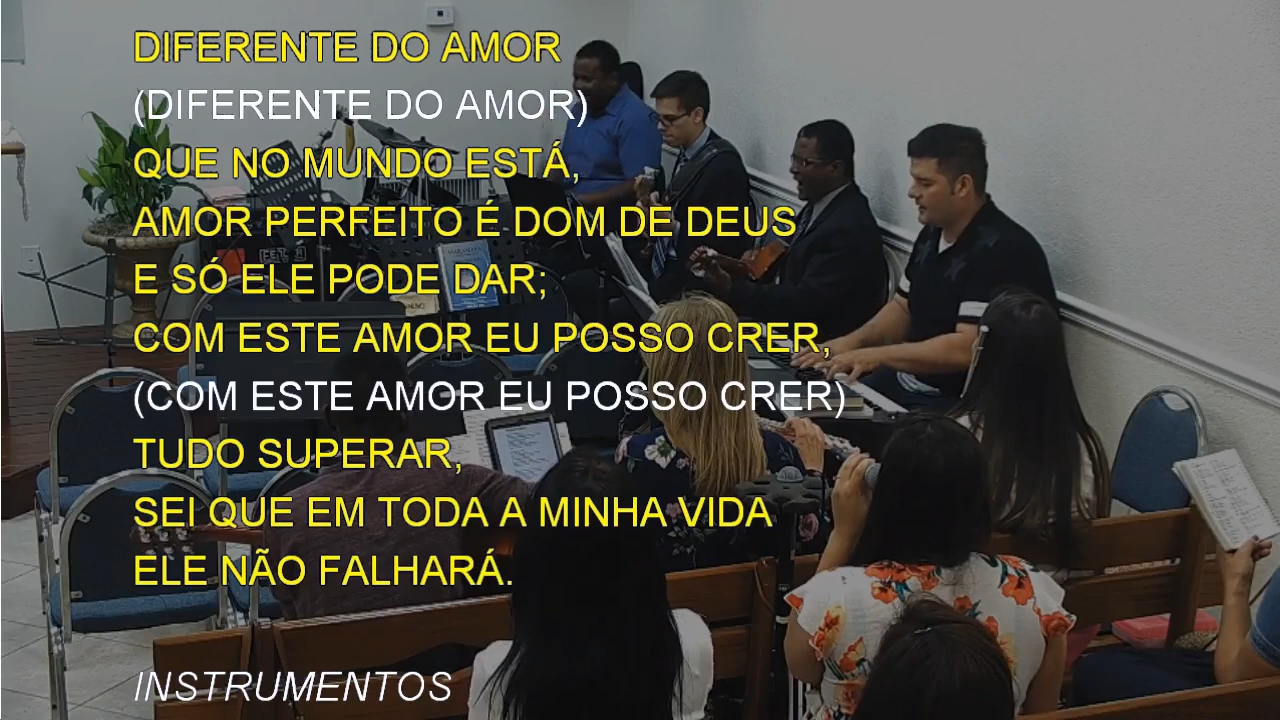 DIFERENTE DO AMOR
(DIFERENTE DO AMOR)
QUE NO MUNDO ESTÁ,
AMOR PERFEITO É DOM DE DEUS
E SÓ ELE PODE DAR;
COM ESTE AMOR EU POSSO CRER,
(COM ESTE AMOR EU POSSO CRER)
TUDO SUPERAR,
SEI QUE EM TODA A MINHA VIDA
ELE NÃO FALHARÁ.
INSTRUMENTOS